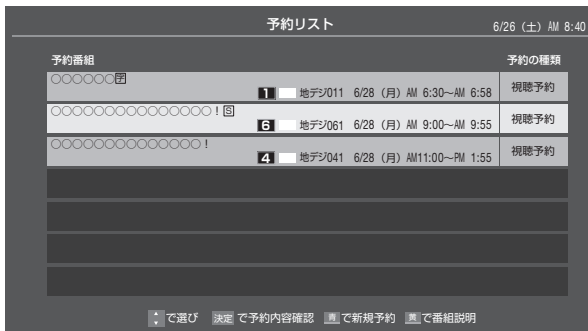 予約リスト
6/26（土）AM 8:40
予約番組
予約の種類
○○○○○○字
1 地デジ011 6/28（月）AM 6:30〜AM 6:58
視聴予約
○○○○○○○○○○○○○○○！S
6 地デジ061 6/28（月）AM 9:00〜AM 9:55
視聴予約
○○○○○○○○○○○○○○！
4 地デジ041 6/28（月）AM11:00〜PM 1:55
視聴予約
で選び 決定 で予約内容確認 青 で新規予約 黄 で番組説明